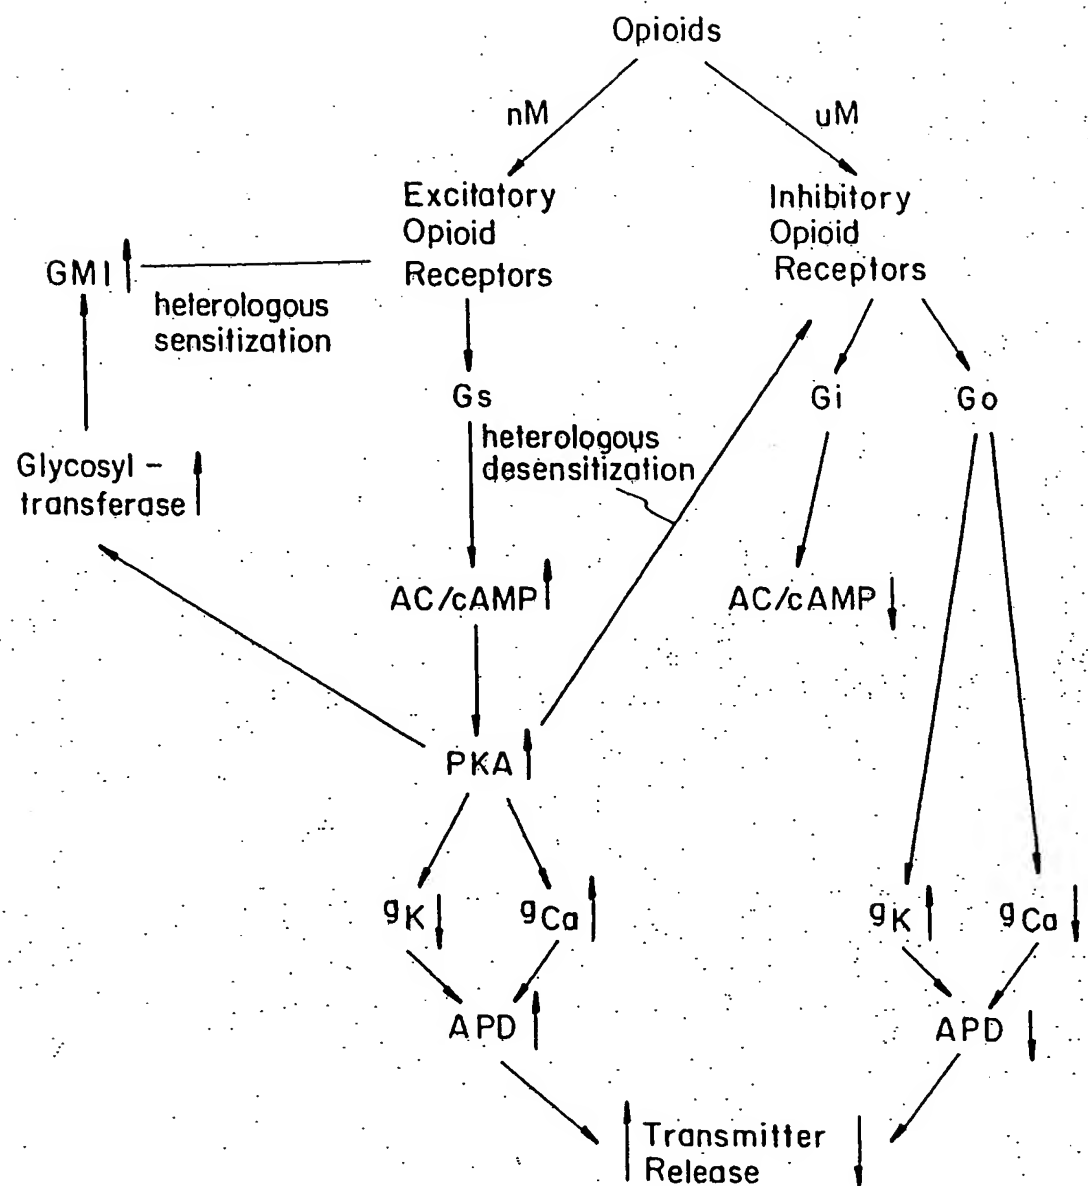 Opioids
nM
uM
Excitatory
Opioid
Receptors
Inhibitory
Opioid
Receptors
GM1 ↑
heterologous
sensitization
Gs
Gi
Go
heterologous
desensitization
Glycosyl-
transferase ↑
AC/cAMP ↑
AC/cAMP ↓
PKA ↑
gK ↓
gCa ↑
gK ↑
gCa ↓
APD ↑
APD ↓
↑ Transmitter ↓
Release